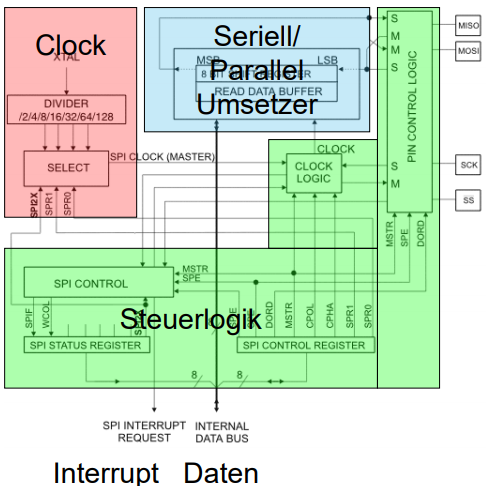 Clock
XTAL
DIVIDER
/2/4/8/16/32/64/128
SELECT
SPI CLOCK (MASTER)
SPI2X
SPR1
SPR0
Seriell/
Parallel
Umsetzer
MSB
LSB
8 BIT SHIFT REGISTER
READ DATA BUFFER
CLOCK
CLOCK
LOGIC
S
M
M
S
S
M
PIN CONTROL LOGIC
MISO
MOSI
SCK
SS
MSTR
SPE
DORD
SPI CONTROL
MSTR
SPE
Steuerlogik
SPIF
WCOL
SPI2X
SPIE
SPE
DORD
MSTR
CPOL
CPHA
SPR1
SPR0
SPI STATUS REGISTER
SPI CONTROL REGISTER
8
8
SPI INTERRUPT
REQUEST
INTERNAL
DATA BUS
Interrupt
Daten